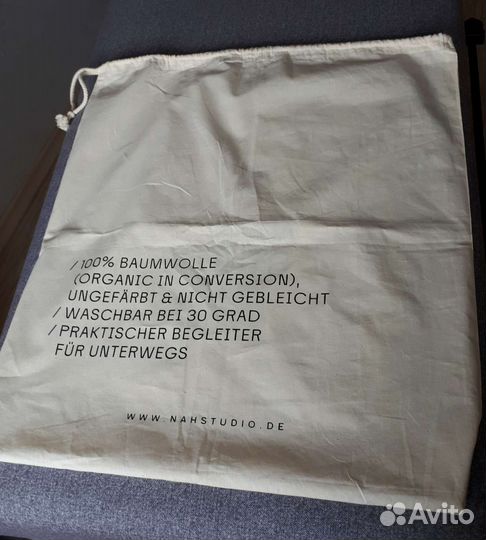 / 100% BAUMWOLLE
(ORGANIC IN CONVERSION),
UNGEFÄRBT & NICHT GEBLEICHT
/ WASCHBAR BEI 30 GRAD
/ PRAKTISCHER BEGLEITER
FÜR UNTERWEGS
WWW.NAHSTUDIO.DE
Avito